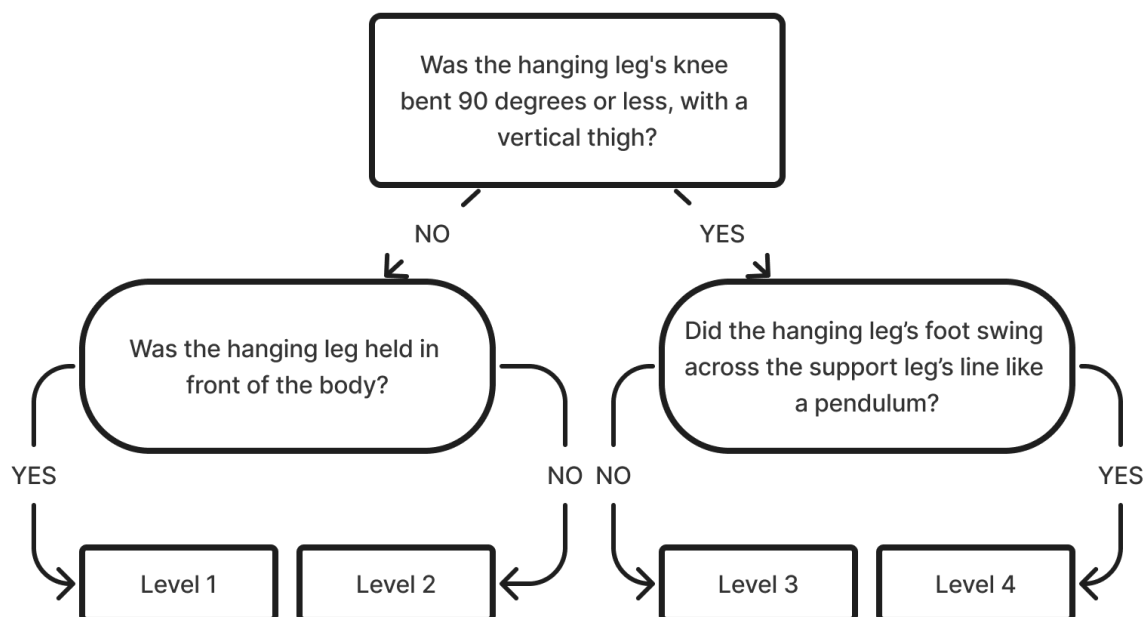 Was the hanging leg's knee
bent 90 degrees or less, with a
vertical thigh?
NO
YES
Was the hanging leg held in
front of the body?
Did the hanging leg’s foot swing
across the support leg’s line like
a pendulum?
YES
NO
NO
YES
Level 1
Level 2
Level 3
Level 4